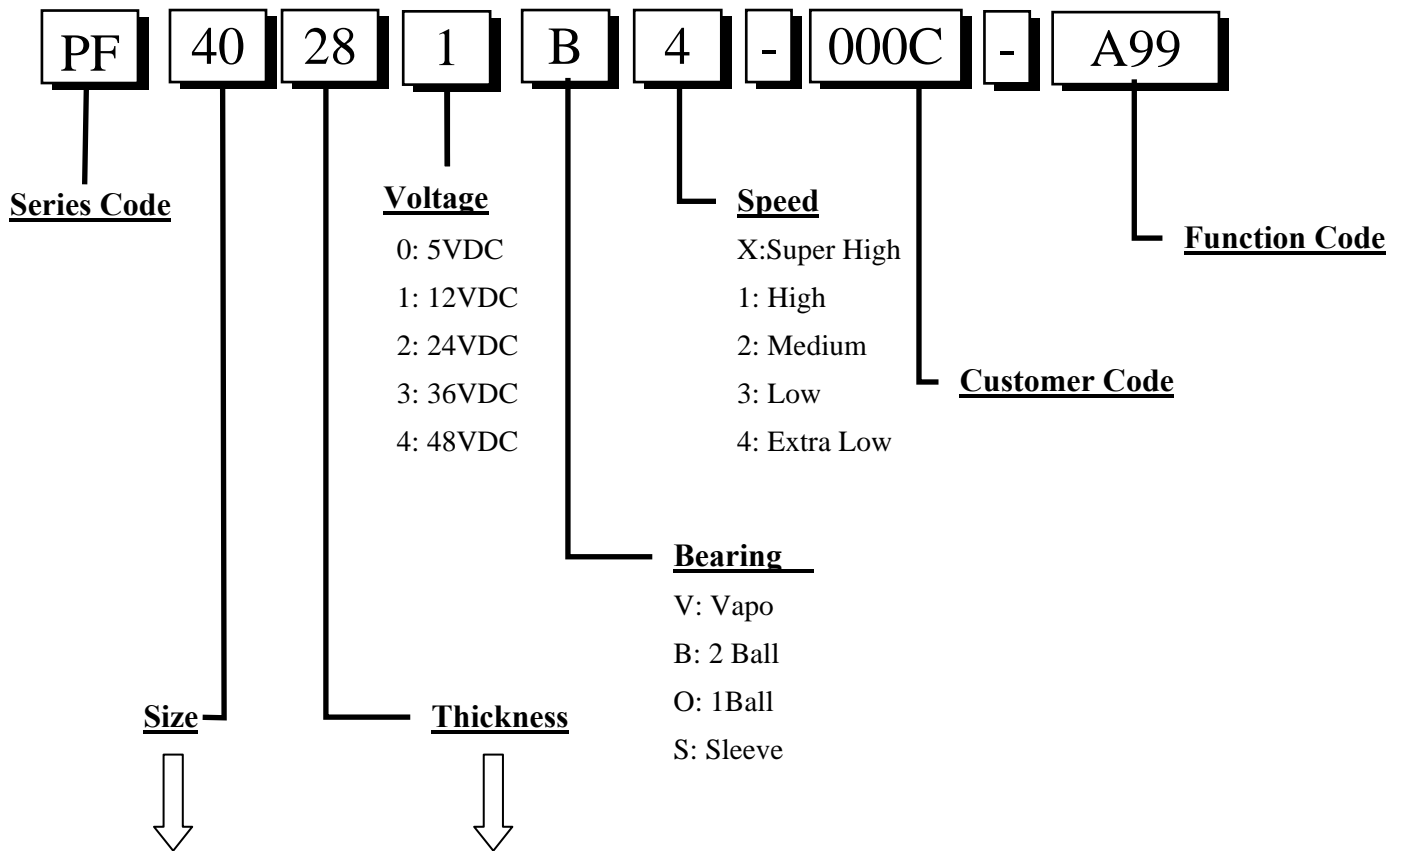 PF 40 28 1 B 4 - 000C - A99
Series Code
Voltage
0: 5VDC
1: 12VDC
2: 24VDC
3: 36VDC
4: 48VDC
Speed
X:Super High
1: High
2: Medium
3: Low
4: Extra Low
Function Code
Customer Code
Bearing
V: Vapo
B: 2 Ball
O: 1Ball
S: Sleeve
Size
Thickness